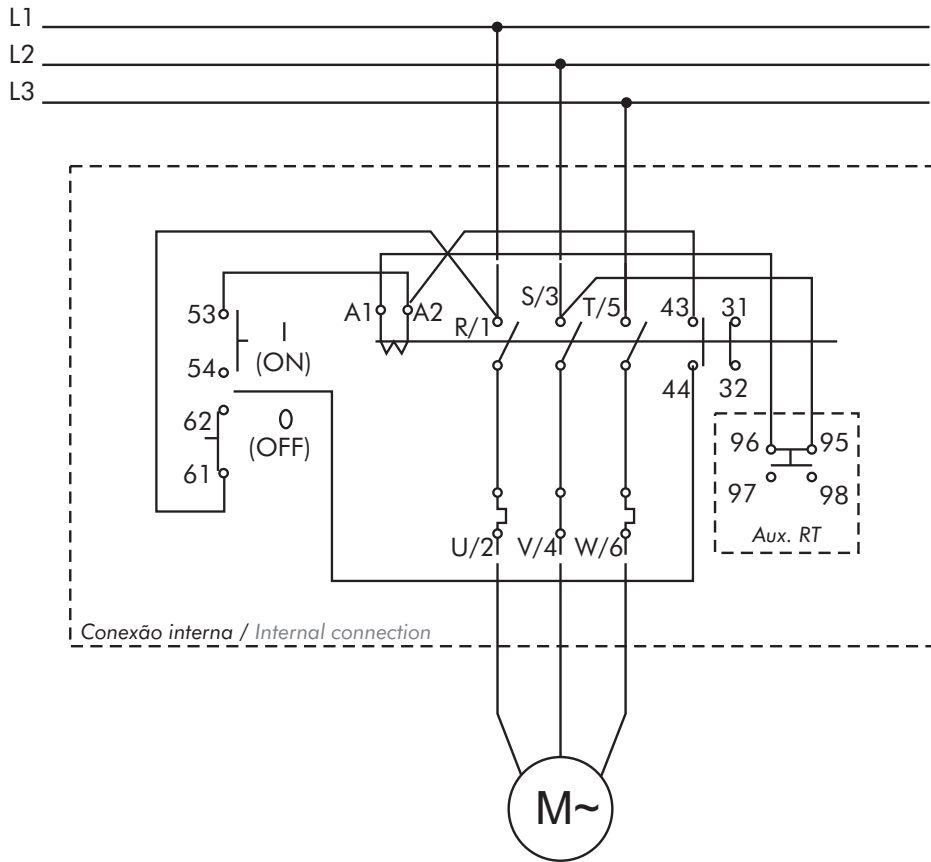 L1
L2
L3
53
54
I
(ON)
62
61
0
(OFF)
A1
A2
R/1
S/3
T/5
43
31
44
32
96
95
97
98
Aux. RT
U/2
V/4
W/6
Conexão interna / Internal connection
M~